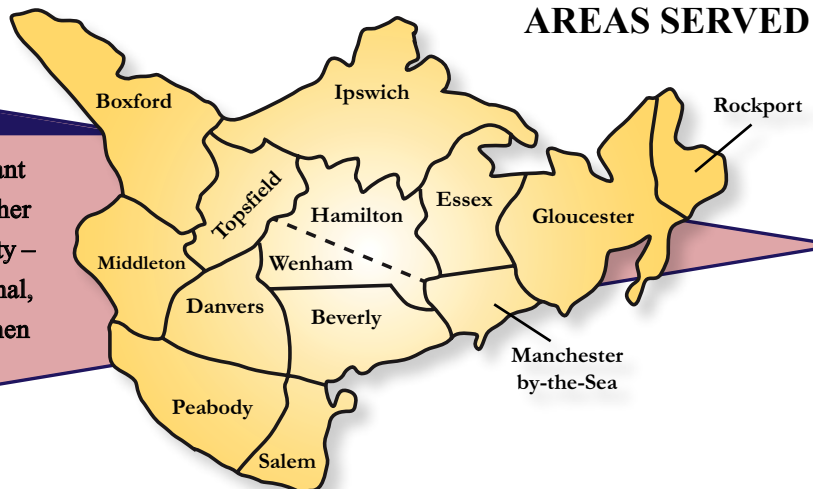 AREAS SERVED
Boxford
Ipswich
Rockport
Topsfield
Hamilton
Essex
Gloucester
Middleton
Wenham
Danvers
Beverly
Manchester
by-the-Sea
Peabody
Salem